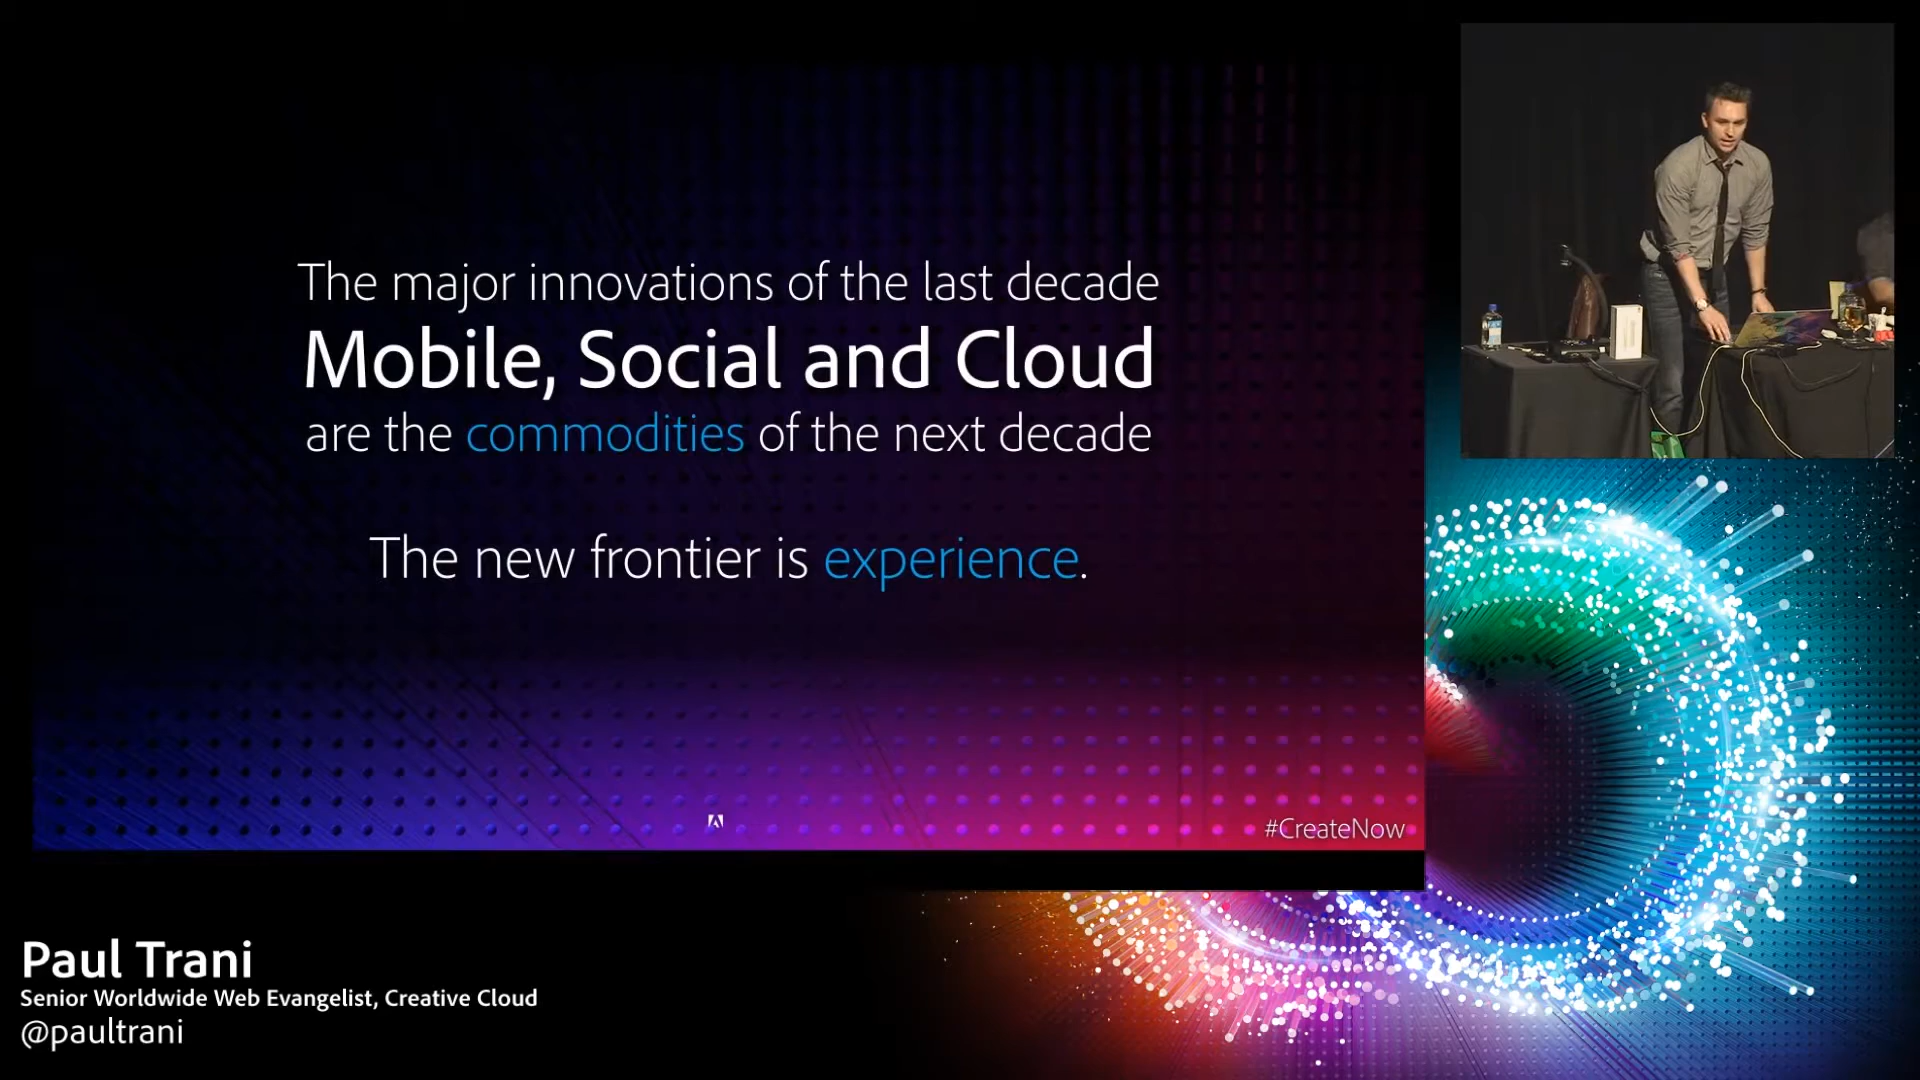 The major innovations of the last decade
Mobile, Social and Cloud
are the commodities of the next decade
The new frontier is experience.
#CreateNow
Paul Trani
Senior Worldwide Web Evangelist, Creative Cloud
@paultrani